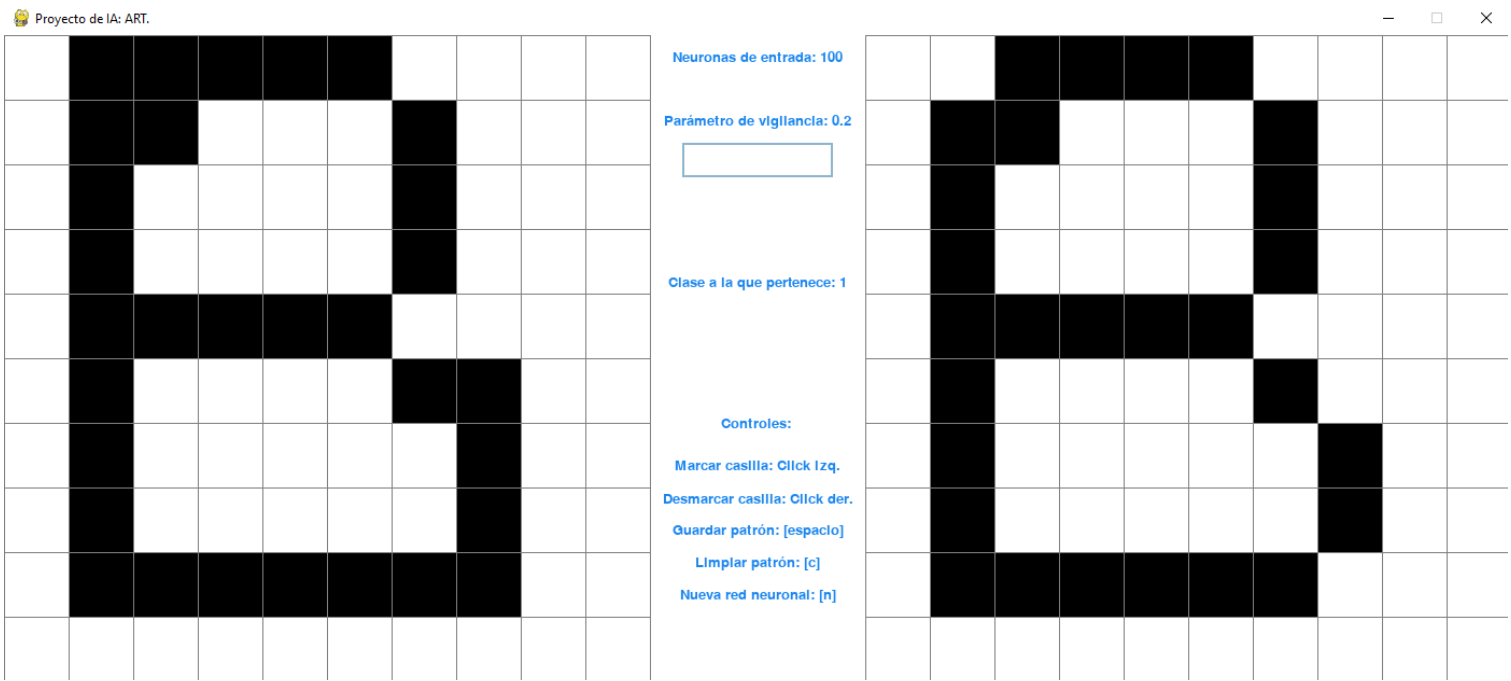 Proyecto de IA: ART.
Neuronas de entrada: 100
Parámetro de vigilancia: 0.2
Clase a la que pertenece: 1
Controles:
Marcar casilla: Click izq.
Desmarcar casilla: Click der.
Guardar patrón: [espacio]
Limpiar patrón: [c]
Nueva red neuronal: [n]